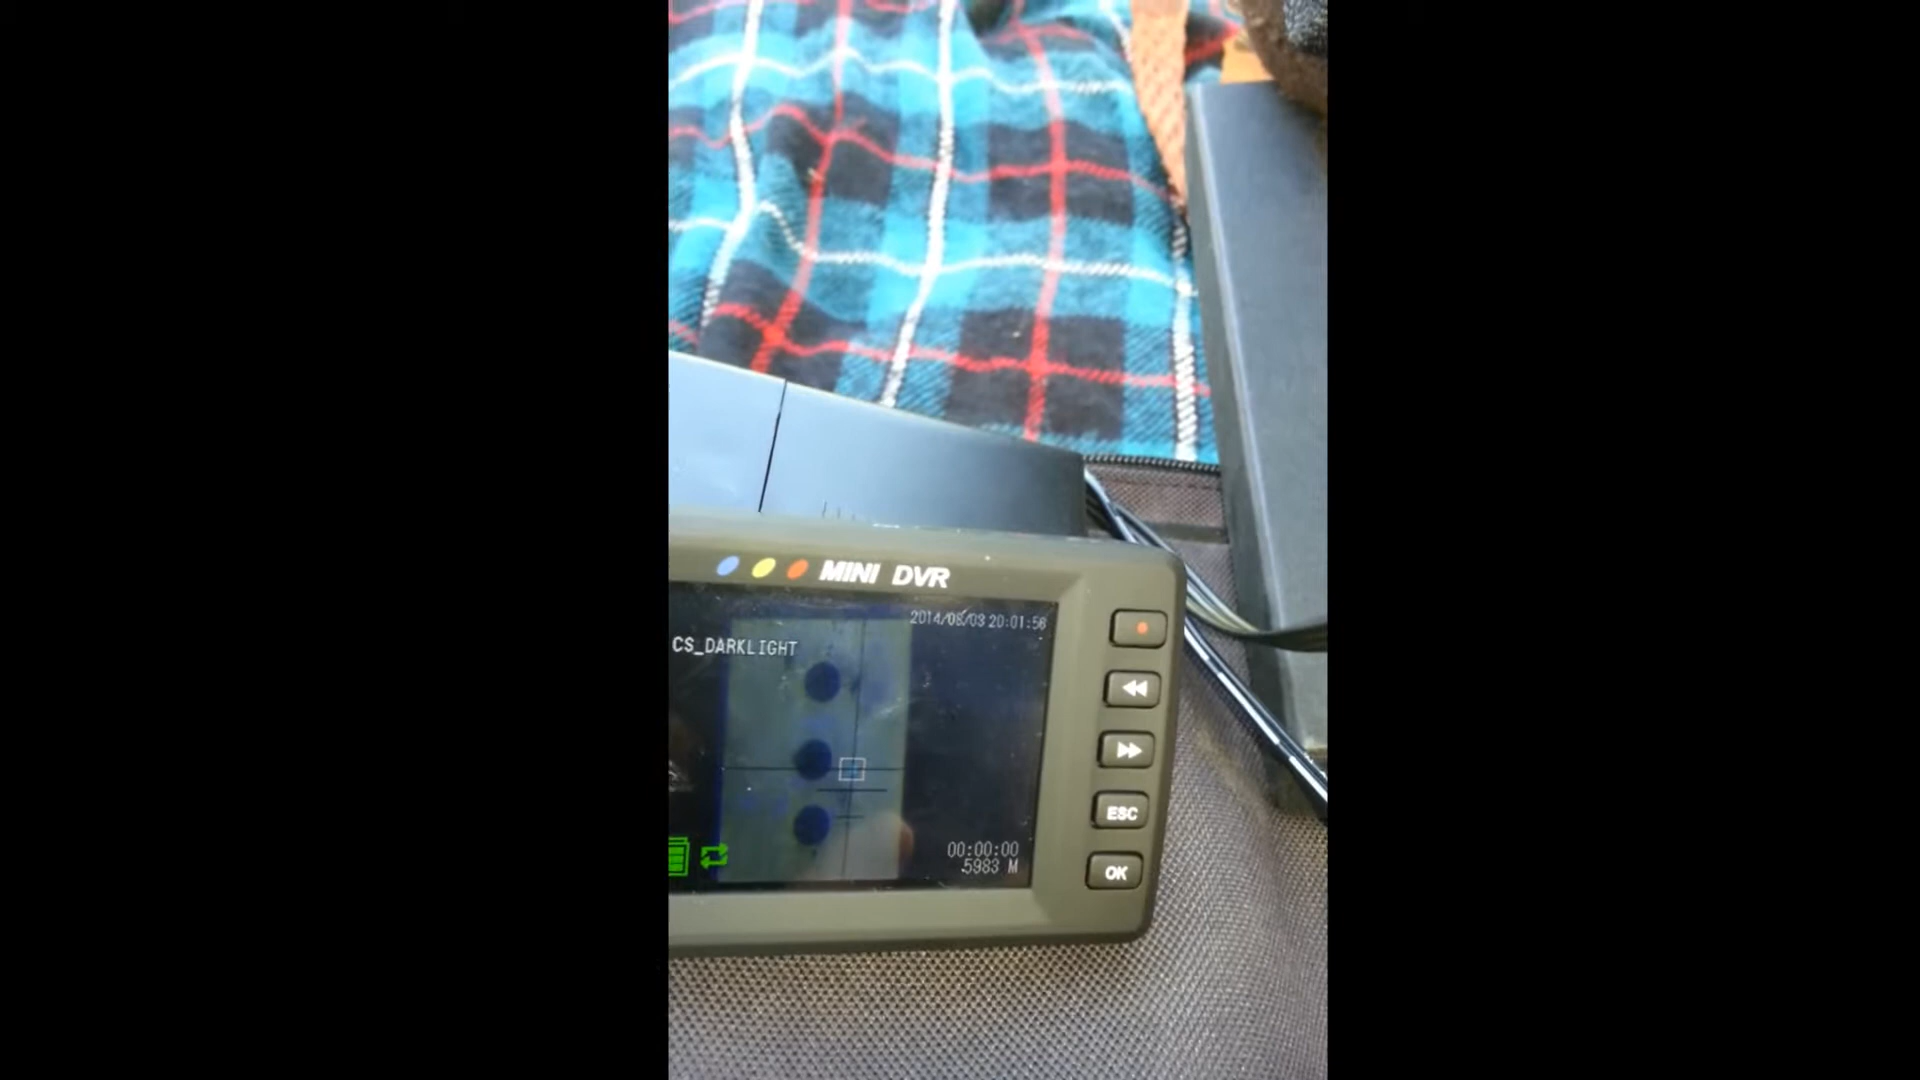 MINI DVR
2014/08/03 20:01:56
CS_DARKLIGHT
00:00:00
5983 M
ESC
OK